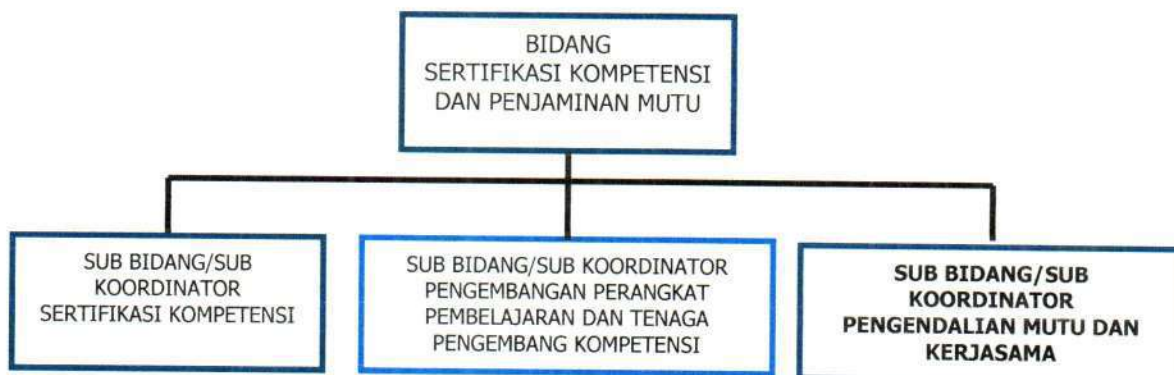 BIDANG
SERTIFIKASI KOMPETENSI
DAN PENJAMINAN MUTU
SUB BIDANG/SUB
KOORDINATOR
SERTIFIKASI KOMPETENSI
SUB BIDANG/SUB KOORDINATOR
PENGEMBANGAN PERANGKAT
PEMBELAJARAN DAN TENAGA
PENGEMBANG KOMPETENSI
SUB BIDANG/SUB
KOORDINATOR
PENGENDALIAN MUTU DAN
KERJASAMA